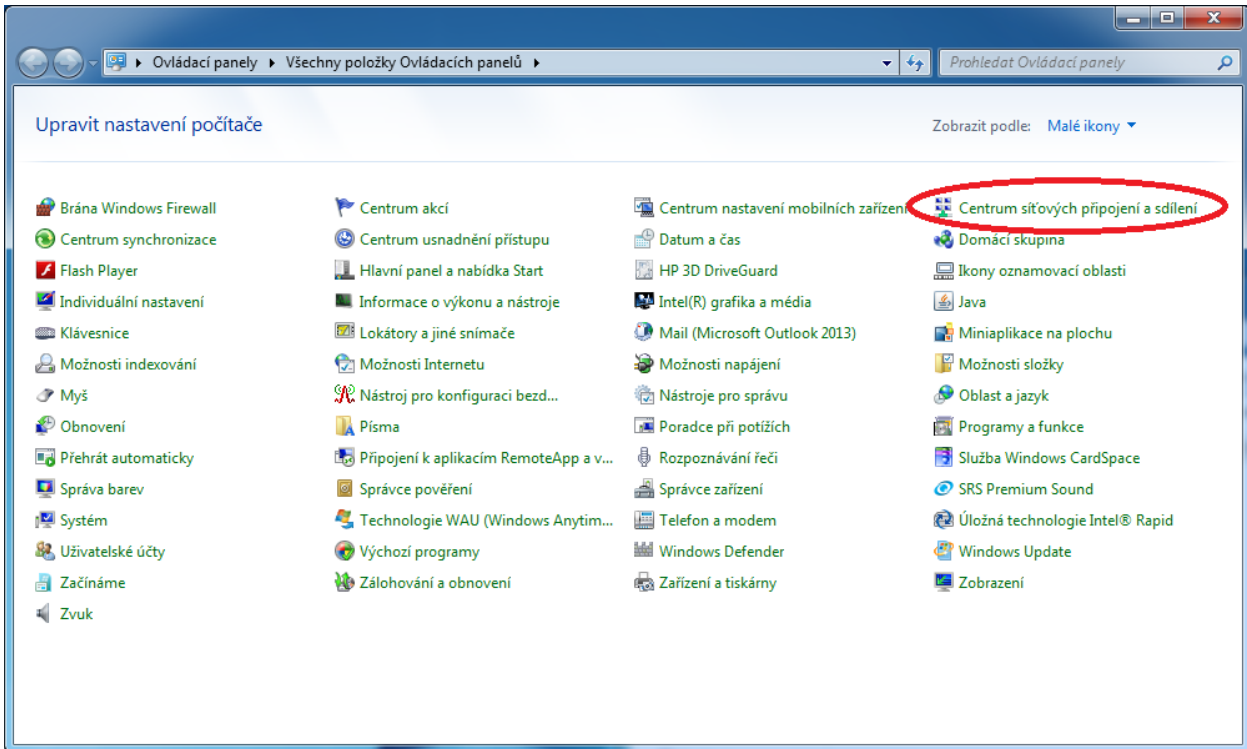 Ovládací panely Všechny položky Ovládacích panelů Prohledat Ovládací panely
Upravit nastavení počítače Zobrazit podle: Malé ikony
Brána Windows Firewall Centrum akcí Centrum nastavení mobilních zařízení Centrum síťových připojení a sdílení
Centrum synchronizace Centrum usnadnění přístupu Datum a čas Domácí skupina
Flash Player Hlavní panel a nabídka Start HP 3D DriveGuard Ikony oznamovací oblasti
Individuální nastavení Informace o výkonu a nástroje Intel(R) grafika a média Java
Klávesnice Lokátory a jiné snímače Mail (Microsoft Outlook 2013) Miniaplikace na plochu
Možnosti indexování Možnosti Internetu Možnosti napájení Možnosti složky
Myš Nástroj pro konfiguraci bezd... Nástroje pro správu Oblast a jazyk
Obnovení Písma Poradce při potížích Programy a funkce
Přehrát automaticky Připojení k aplikacím RemoteApp a v... Rozpoznávání řeči Služba Windows CardSpace
Správa barev Správce pověření Správce zařízení SRS Premium Sound
Systém Technologie WAU (Windows Anytim... Telefon a modem Úložná technologie Intel® Rapid
Uživatelské účty Výchozí programy Windows Defender Windows Update
Začínáme Zálohování a obnovení Zařízení a tiskárny Zobrazení
Zvuk